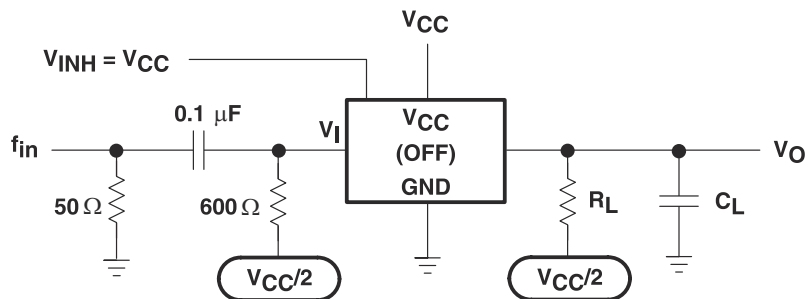 VCC
VINH = VCC
0.1 μF
fin
VI
VCC
(OFF)
GND
VO
50 Ω
600 Ω
RL
CL
VCC/2
VCC/2